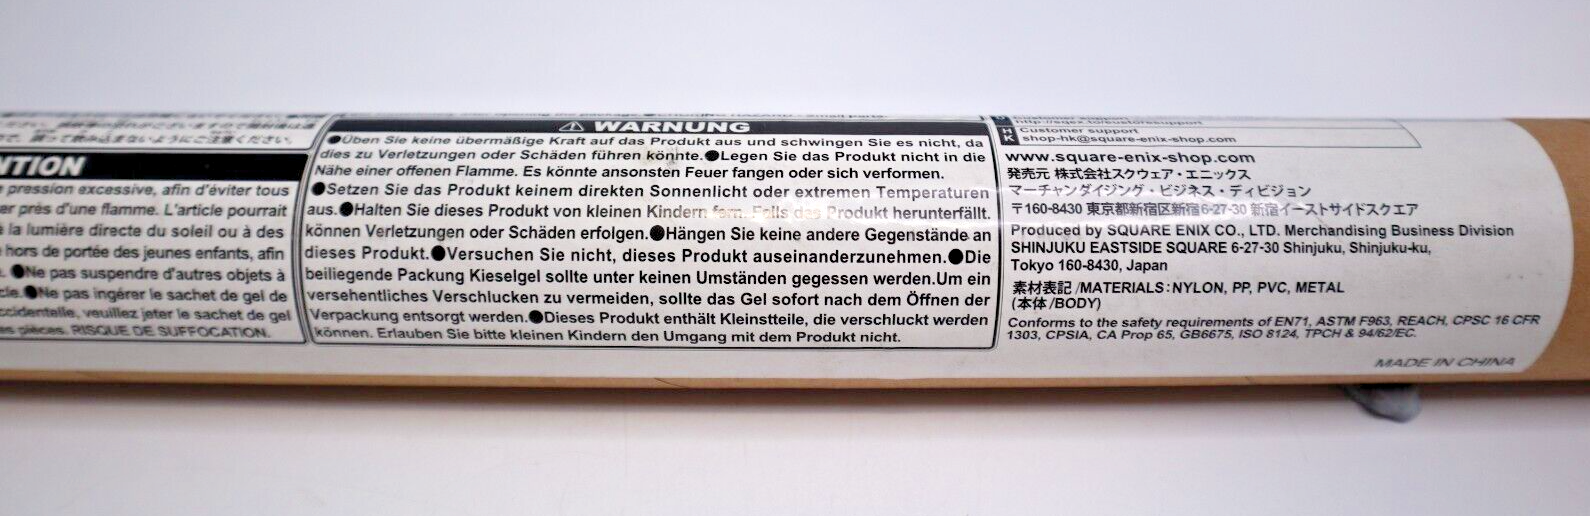 さい。
にご注意ください。
NTION
pression excessive, afin d'éviter tous
er près d'une flamme. L'article pourrait
à la lumière directe du soleil ou à des
hors de portée des jeunes enfants, afin
●Ne pas suspendre d'autres objets à
cle.●Ne pas ingérer le sachet de gel de
ccidentelle, veuillez jeter le sachet de gel
es pièces. RISQUE DE SUFFOCATION.
⚠ WARNUNG
●Üben Sie keine übermäßige Kraft auf das Produkt aus und schwingen Sie es nicht, da
dies zu Verletzungen oder Schäden führen könnte.●Legen Sie das Produkt nicht in die
Nähe einer offenen Flamme. Es könnte ansonsten Feuer fangen oder sich verformen.
●Setzen Sie das Produkt keinem direkten Sonnenlicht oder extremen Temperaturen
aus.●Halten Sie dieses Produkt von kleinen Kindern fern. Falls das Produkt herunterfällt,
können Verletzungen oder Schäden erfolgen.●Hängen Sie keine andere Gegenstände an
dieses Produkt.●Versuchen Sie nicht, dieses Produkt auseinanderzunehmen.●Die
beiliegende Packung Kieselgel sollte unter keinen Umständen gegessen werden.Um ein
versehentliches Verschlucken zu vermeiden, sollte das Gel sofort nach dem Öffnen der
Verpackung entsorgt werden.●Dieses Produkt enthält Kleinstteile, die verschluckt werden
können. Erlauben Sie bitte kleinen Kindern den Umgang mit dem Produkt nicht.
HK Customer support
shop-hk@square-enix-shop.com
www.square-enix-shop.com
発売元 株式会社スクウェア・エニックス
マーチャンダイジング・ビジネス・ディビジョン
〒160-8430 東京都新宿区新宿6-27-30 新宿イーストサイドスクエア
Produced by SQUARE ENIX CO., LTD. Merchandising Business Division
SHINJUKU EASTSIDE SQUARE 6-27-30 Shinjuku, Shinjuku-ku,
Tokyo 160-8430, Japan
素材表記 /MATERIALS:NYLON, PP, PVC, METAL
(本体 /BODY)
Conforms to the safety requirements of EN71, ASTM F963, REACH, CPSC 16 CFR
1303, CPSIA, CA Prop 65, GB6675, ISO 8124, TPCH & 94/62/EC.
MADE IN CHINA